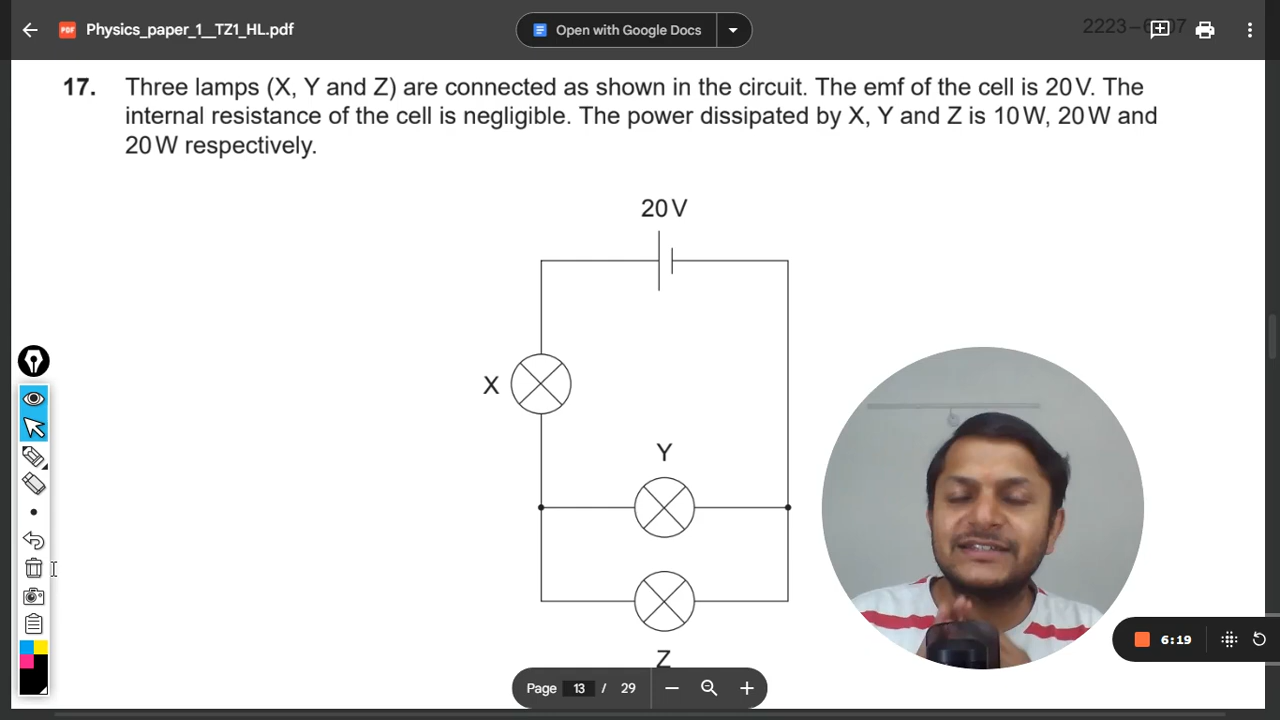 Physics_paper_1__TZ1_HL.pdf
Open with Google Docs
17. Three lamps (X, Y and Z) are connected as shown in the circuit. The emf of the cell is 20 V. The
internal resistance of the cell is negligible. The power dissipated by X, Y and Z is 10 W, 20 W and
20 W respectively.
20 V
X
Y
Z
6:19
Page 13 / 29